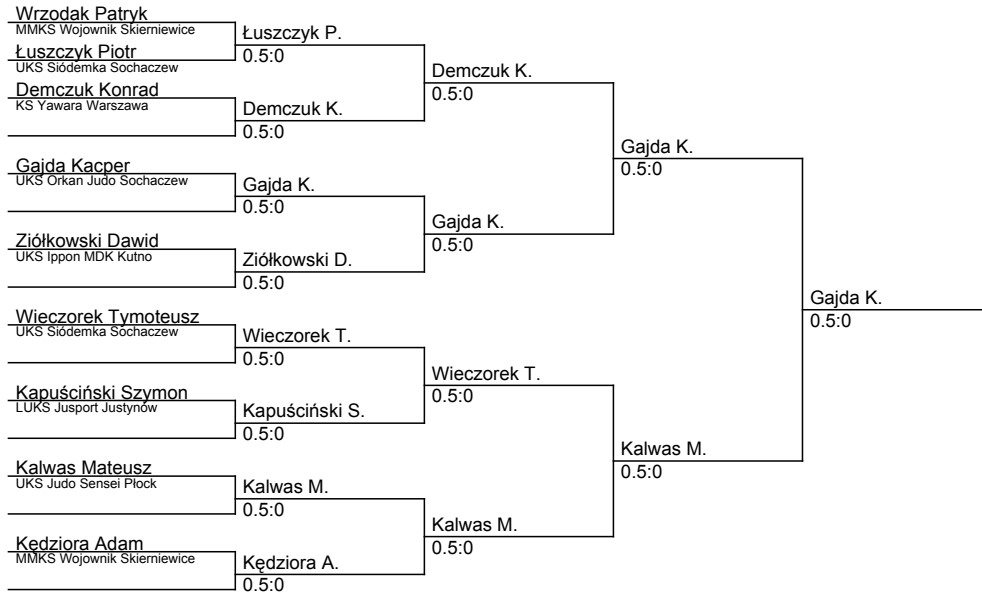 Wrzodak Patryk
MMKS Wojownik Skierniewice
Łuszczyk Piotr
UKS Siódemka Sochaczew
Demczuk Konrad
KS Yawara Warszawa
Gajda Kacper
UKS Orkan Judo Sochaczew
Ziółkowski Dawid
UKS Ippon MDK Kutno
Wieczorek Tymoteusz
UKS Siódemka Sochaczew
Kapuściński Szymon
LUKS Jusport Justynów
Kalwas Mateusz
UKS Judo Sensei Płock
Kędziora Adam
MMKS Wojownik Skierniewice
Łuszczyk P.
0.5:0
Demczuk K.
0.5:0
Gajda K.
0.5:0
Ziółkowski D.
0.5:0
Wieczorek T.
0.5:0
Kapuściński S.
0.5:0
Kalwas M.
0.5:0
Kędziora A.
0.5:0
Demczuk K.
0.5:0
Gajda K.
0.5:0
Wieczorek T.
0.5:0
Kalwas M.
0.5:0
Gajda K.
0.5:0
Kalwas M.
0.5:0
Gajda K.
0.5:0